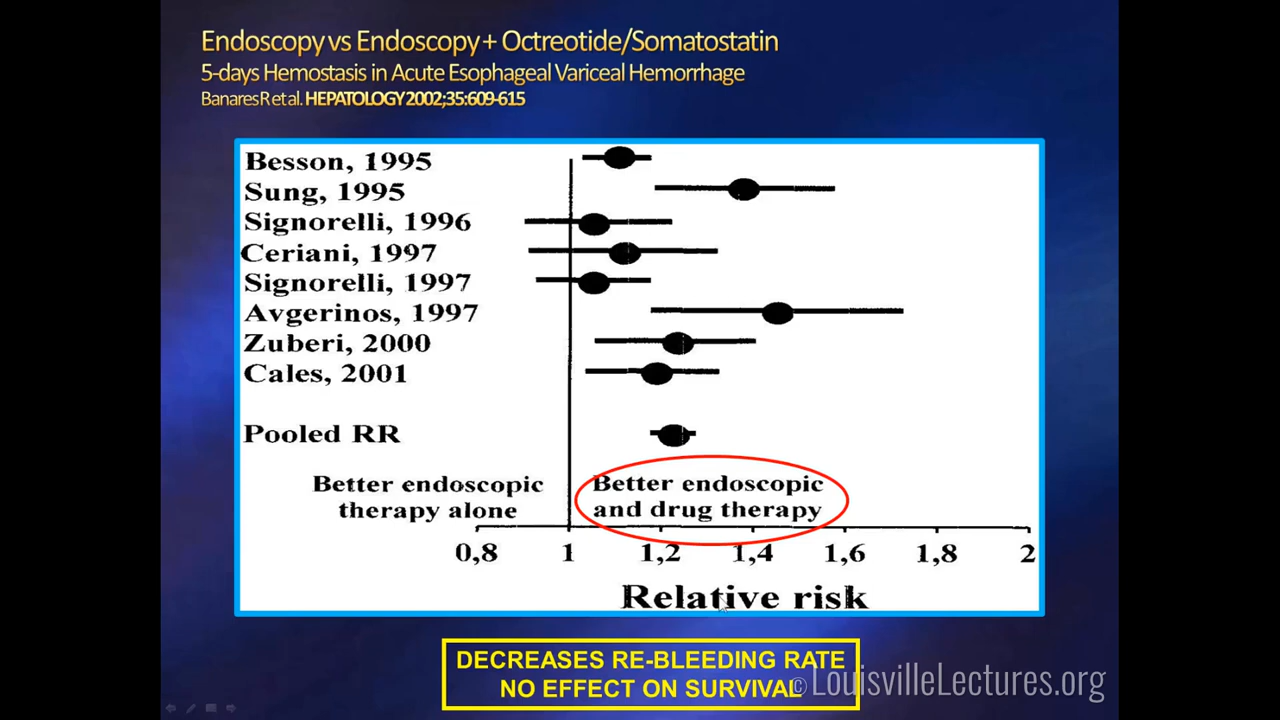 Endoscopy vs Endoscopy + Octreotide/Somatostatin
5-days Hemostasis in Acute Esophageal Variceal Hemorrhage
Banares R et al. HEPATOLOGY 2002;35:609-615
Besson, 1995
Sung, 1995
Signorelli, 1996
Ceriani, 1997
Signorelli, 1997
Avgerinos, 1997
Zuberi, 2000
Cales, 2001
Pooled RR
Better endoscopic
therapy alone
Better endoscopic
and drug therapy
0,8 1 1,2 1,4 1,6 1,8 2
Relative risk
DECREASES RE-BLEEDING RATE
NO EFFECT ON SURVIVAL
©LouisvilleLectures.org